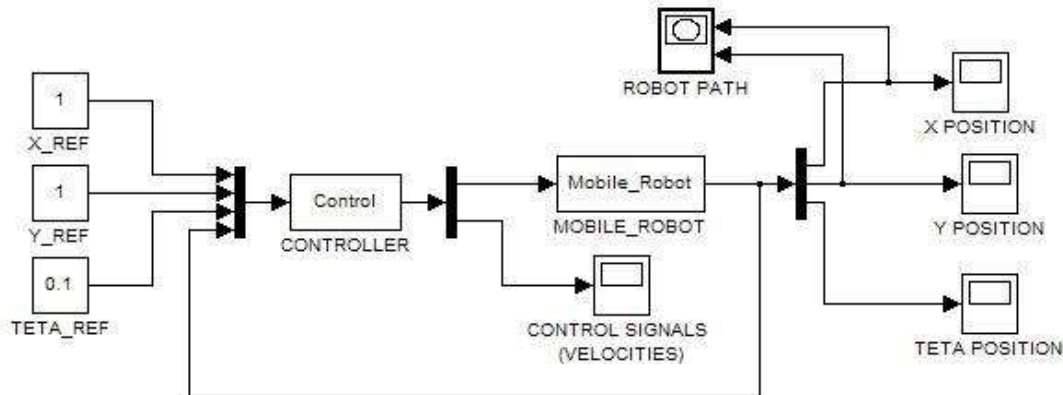 ROBOT PATH
1
X_REF
X POSITION
1
Y_REF
Control
CONTROLLER
Mobile_Robot
MOBILE_ROBOT
Y POSITION
0.1
TETA_REF
CONTROL SIGNALS
(VELOCITIES)
TETA POSITION